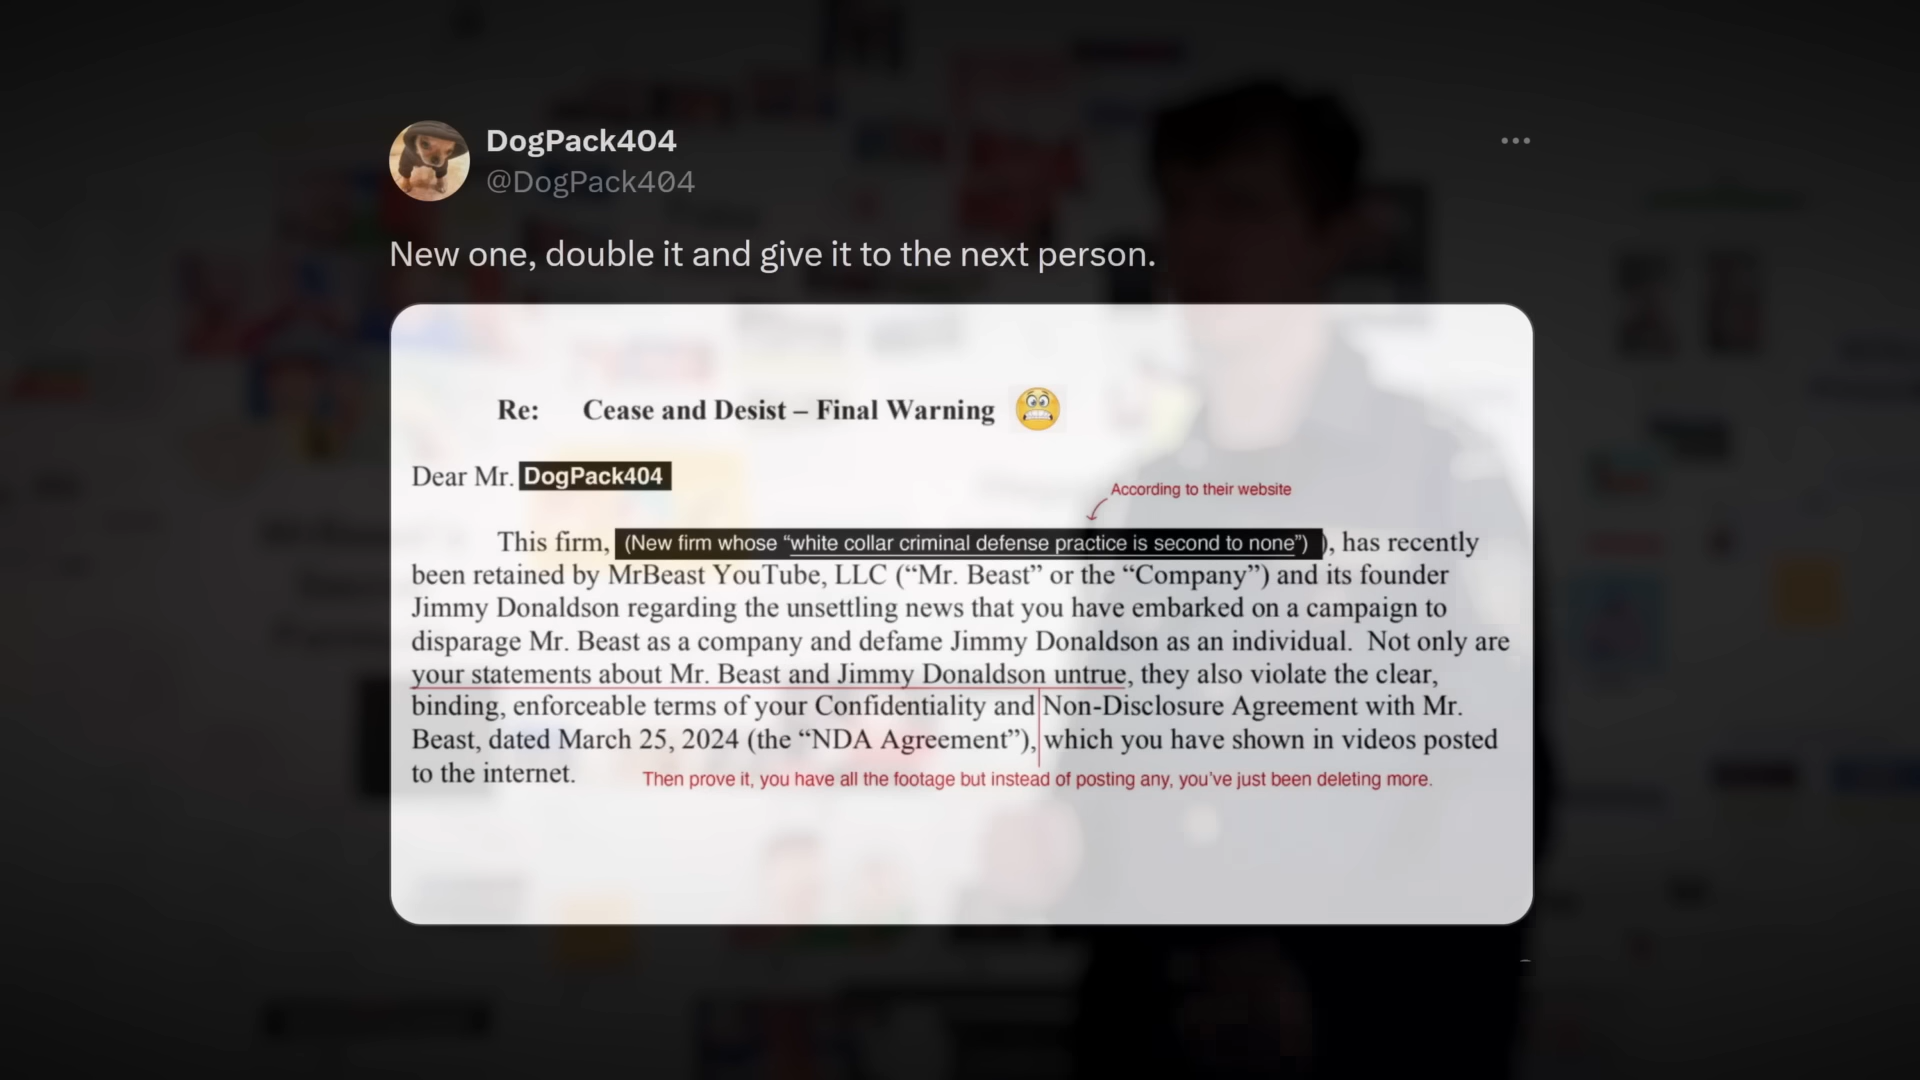 DogPack404
@DogPack404
New one, double it and give it to the next person.
Re: Cease and Desist – Final Warning
Dear Mr. DogPack404
According to their website
This firm, (New firm whose “white collar criminal defense practice is second to none”) ), has recently
been retained by MrBeast YouTube, LLC (“Mr. Beast” or the “Company”) and its founder
Jimmy Donaldson regarding the unsettling news that you have embarked on a campaign to
disparage Mr. Beast as a company and defame Jimmy Donaldson as an individual. Not only are
your statements about Mr. Beast and Jimmy Donaldson untrue, they also violate the clear,
binding, enforceable terms of your Confidentiality and Non-Disclosure Agreement with Mr.
Beast, dated March 25, 2024 (the “NDA Agreement”), which you have shown in videos posted
to the internet.
Then prove it, you have all the footage but instead of posting any, you’ve just been deleting more.